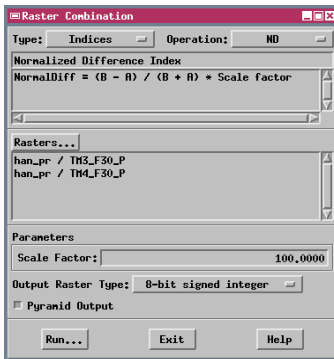 Raster Combination
Type: Indices Operation: ND
Normalized Difference Index
NormalDiff = (B - A) / (B + A) * Scale factor
Rasters...
han_pr / TM3_F30_P
han_pr / TM4_F30_P
Parameters
Scale Factor: 100.0000
Output Raster Type: 8-bit signed integer
Pyramid Output
Run... Exit Help